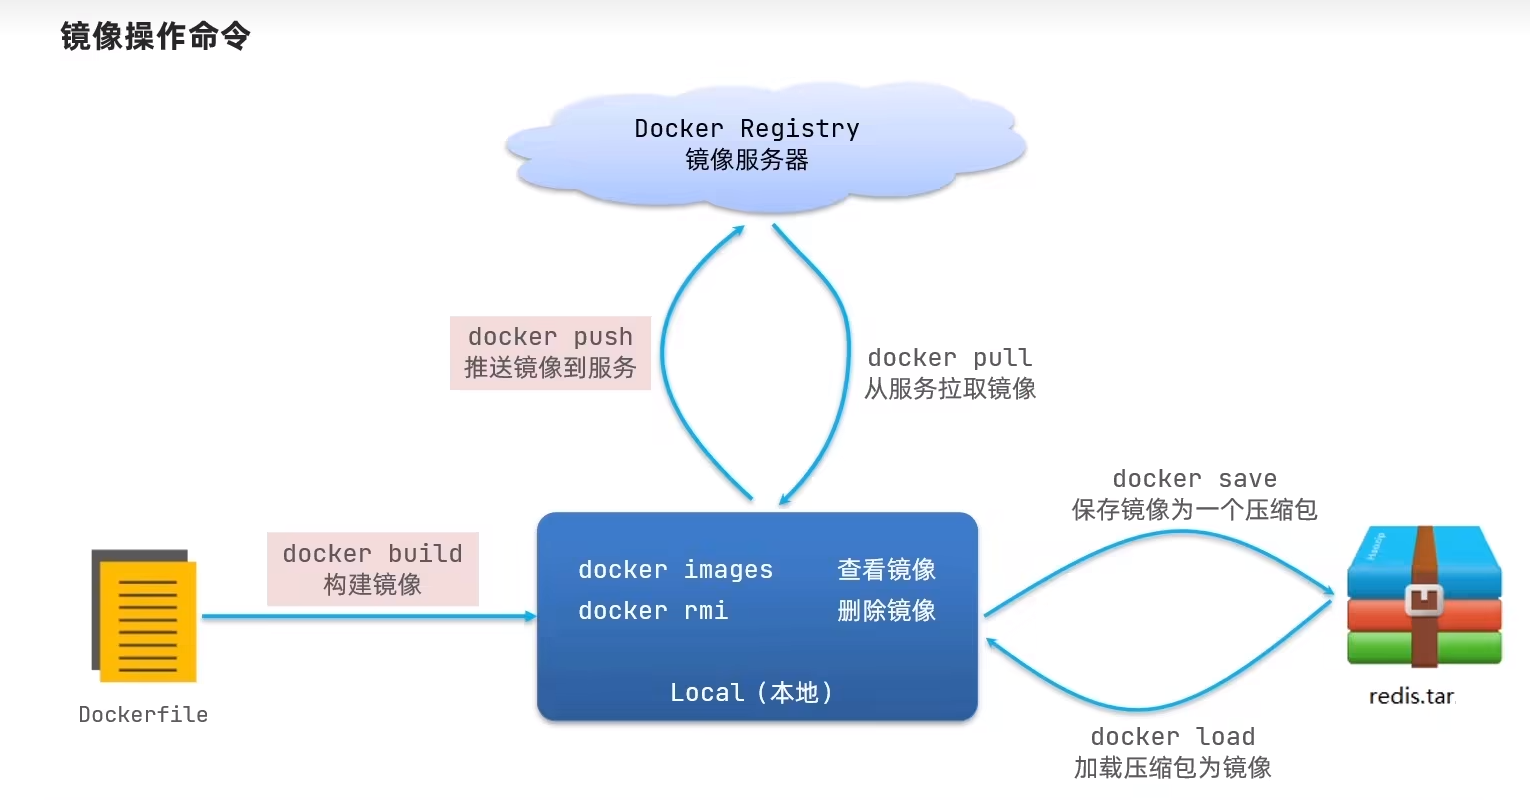 镜像操作命令
Docker Registry
镜像服务器
docker push
推送镜像到服务
docker pull
从服务拉取镜像
docker save
保存镜像为一个压缩包
docker build
构建镜像
docker images 查看镜像
docker rmi 删除镜像
Local（本地）
Haozip
redis.tar
Dockerfile
docker load
加载压缩包为镜像